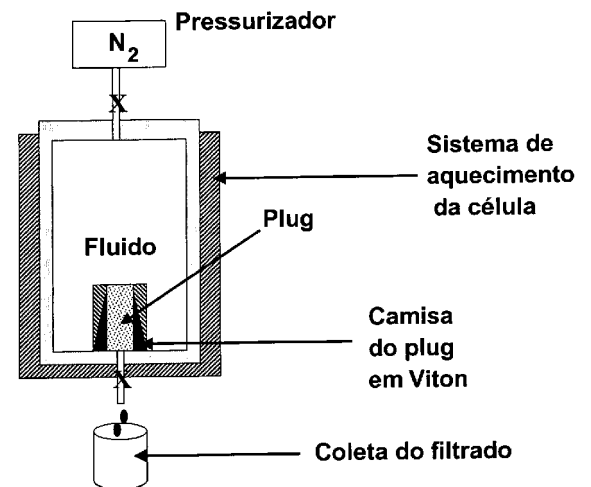 Pressurizador
N2
X
Sistema de
aquecimento
da célula
Plug
Fluido
Camisa
do plug
em Viton
X
Coleta do filtrado